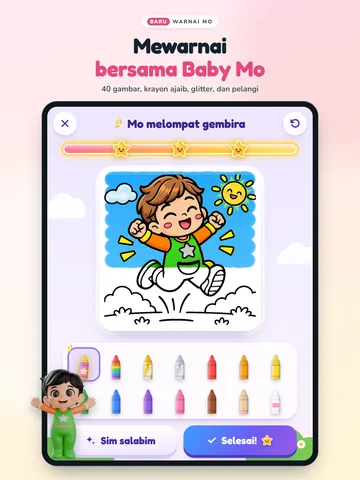 BARU WARNAI MO
Mewarnai
bersama Baby Mo
40 gambar, krayon ajaib, glitter, dan pelangi
Mo melompat gembira
Sim salabim
Selesai!